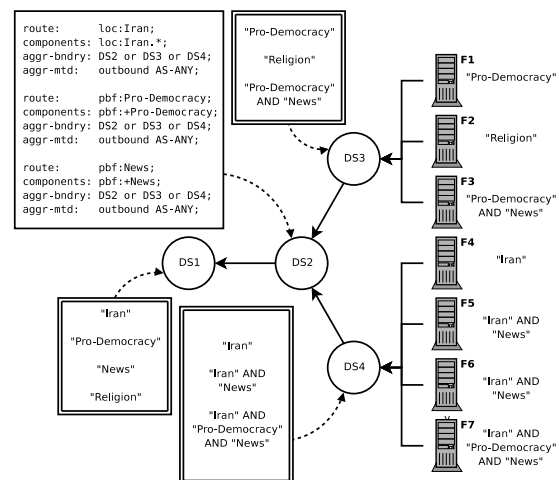 route: loc:Iran;
components: loc:Iran.*;
aggr-bndry: DS2 or DS3 or DS4;
aggr-mtd: outbound AS-ANY;
route: pbf:Pro-Democracy;
components: pbf:+Pro-Democracy;
aggr-bndry: DS2 or DS3 or DS4;
aggr-mtd: outbound AS-ANY;
route: pbf:News;
components: pbf:+News;
aggr-bndry: DS2 or DS3 or DS4;
aggr-mtd: outbound AS-ANY;
"Pro-Democracy"
"Religion"
"Pro-Democracy"
AND "News"
F1
"Pro-Democracy"
F2
"Religion"
F3
"Pro-Democracy"
AND "News"
DS3
DS1
DS2
DS4
F4
"Iran"
F5
"Iran" AND
"News"
F6
"Iran" AND
"News"
F7
"Iran" AND
"Pro-Democracy"
AND "News"
"Iran"
"Pro-Democracy"
"News"
"Religion"
"Iran"
"Iran" AND
"News"
"Iran" AND
"Pro-Democracy"
AND "News"